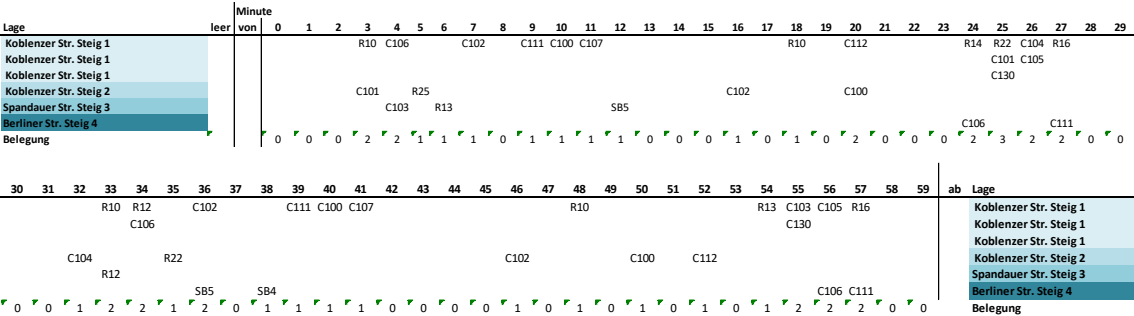 Minute
Lage leer von 0 1 2 3 4 5 6 7 8 9 10 11 12 13 14 15 16 17 18 19 20 21 22 23 24 25 26 27 28 29
Koblenzer Str. Steig 1 R10 C106 C102 C111 C100 C107 R10 C112 R14 R22 C104 R16
Koblenzer Str. Steig 1 C101 C105
Koblenzer Str. Steig 1 C130
Koblenzer Str. Steig 2 C101 R25 C102 C100
Spandauer Str. Steig 3 C103 R13 SB5
Berliner Str. Steig 4 C106 C111
Belegung 0 0 0 2 2 1 1 1 0 1 1 1 1 0 0 0 1 0 1 0 2 0 0 0 2 3 2 2 0 0
30 31 32 33 34 35 36 37 38 39 40 41 42 43 44 45 46 47 48 49 50 51 52 53 54 55 56 57 58 59 ab Lage
R10 R12 C102 C111 C100 C107 R10 R13 C103 C105 R16 Koblenzer Str. Steig 1
C106 C130 Koblenzer Str. Steig 1
Koblenzer Str. Steig 1
C104 R22 C102 C100 C112 Koblenzer Str. Steig 2
R12 Spandauer Str. Steig 3
SB5 SB4 C106 C111 Berliner Str. Steig 4
0 0 1 2 2 1 2 0 1 1 1 1 0 0 0 0 1 0 1 0 1 0 1 0 1 2 2 2 0 0 Belegung